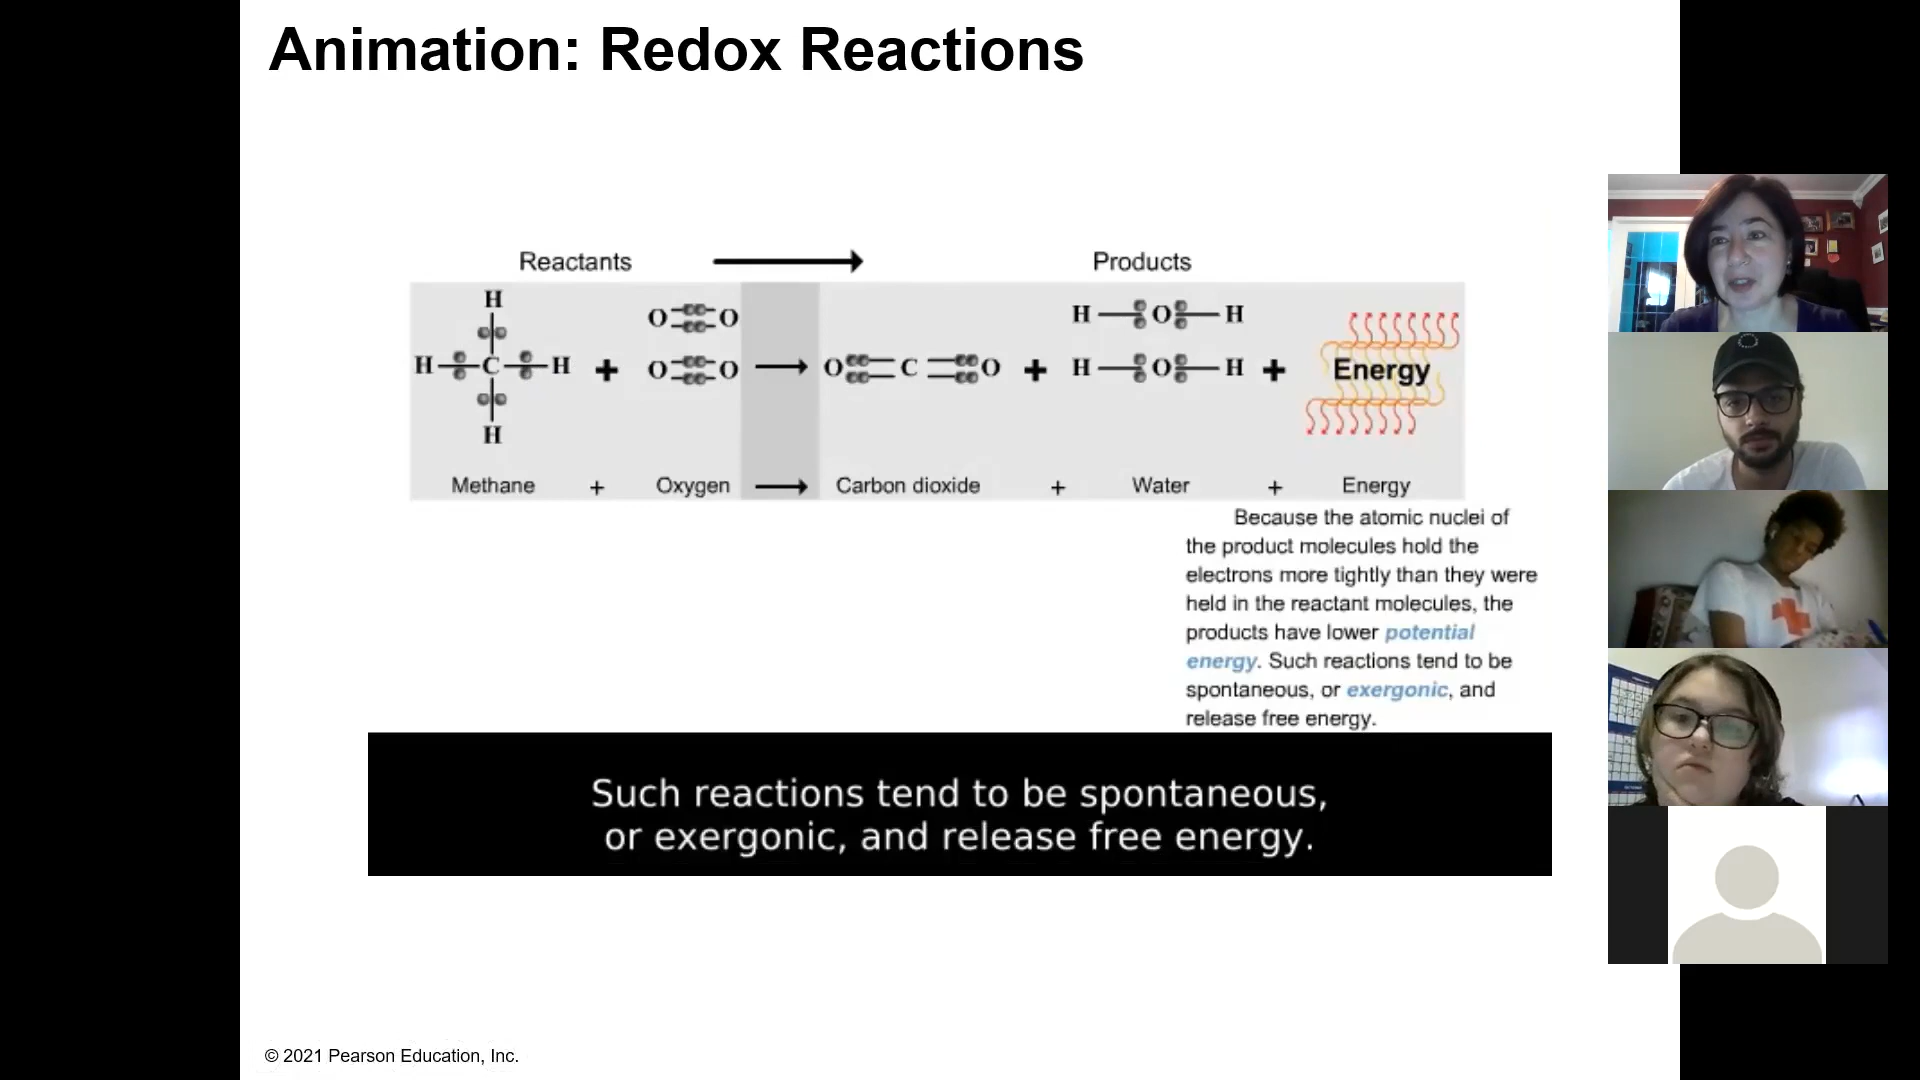 Animation: Redox Reactions
Reactants Products
H
O O H O H
H C H + O O O C O + H O H + Energy
H
Methane + Oxygen Carbon dioxide + Water + Energy
Because the atomic nuclei of
the product molecules hold the
electrons more tightly than they were
held in the reactant molecules, the
products have lower potential
energy. Such reactions tend to be
spontaneous, or exergonic, and
release free energy.
Such reactions tend to be spontaneous,
or exergonic, and release free energy.
© 2021 Pearson Education, Inc.